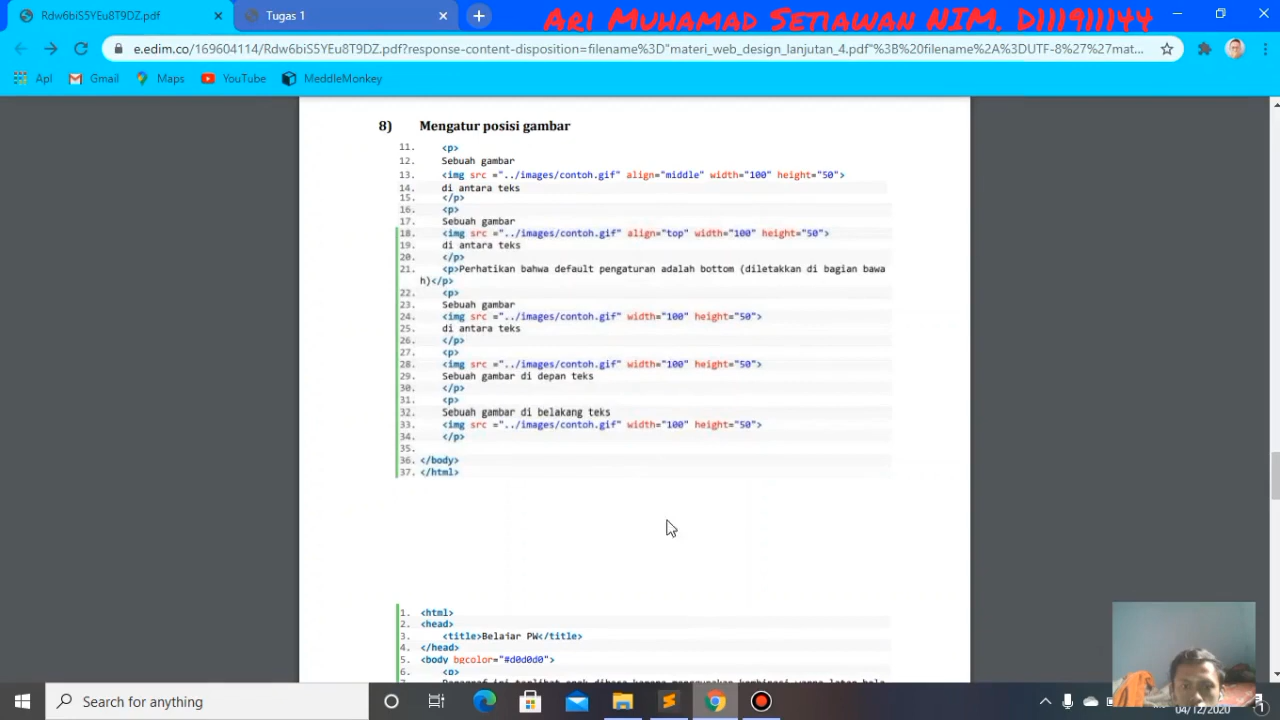 Rdw6biS5YEu8T9DZ.pdf
Tugas 1
ARI MUHAMAD SETIAWAN NIM. D111911144
e.edim.co/169604114/Rdw6biS5YEu8T9DZ.pdf?response-content-disposition=filename%3D"materi_web_design_lanjutan_4.pdf"%3B%20filename%2A%3DUTF-8%27%27mat...
Apl Gmail Maps YouTube MeddleMonkey
8) Mengatur posisi gambar
11. <p>
12. Sebuah gambar
13. <img src ="../images/contoh.gif" align="middle" width="100" height="50">
14. di antara teks
15. </p>
16. <p>
17. Sebuah gambar
18. <img src ="../images/contoh.gif" align="top" width="100" height="50">
19. di antara teks
20. </p>
21. <p>Perhatikan bahwa default pengaturan adalah bottom (diletakkan di bagian bawa
h)</p>
22. <p>
23. Sebuah gambar
24. <img src ="../images/contoh.gif" width="100" height="50">
25. di antara teks
26. </p>
27. <p>
28. <img src ="../images/contoh.gif" width="100" height="50">
29. Sebuah gambar di depan teks
30. </p>
31. <p>
32. Sebuah gambar di belakang teks
33. <img src ="../images/contoh.gif" width="100" height="50">
34. </p>
35.
36. </body>
37. </html>
1. <html>
2. <head>
3. <title>Belajar PW</title>
4. </head>
5. <body bgcolor="#d0d0d0">
6. <p>
Search for anything
04/12/2020
1